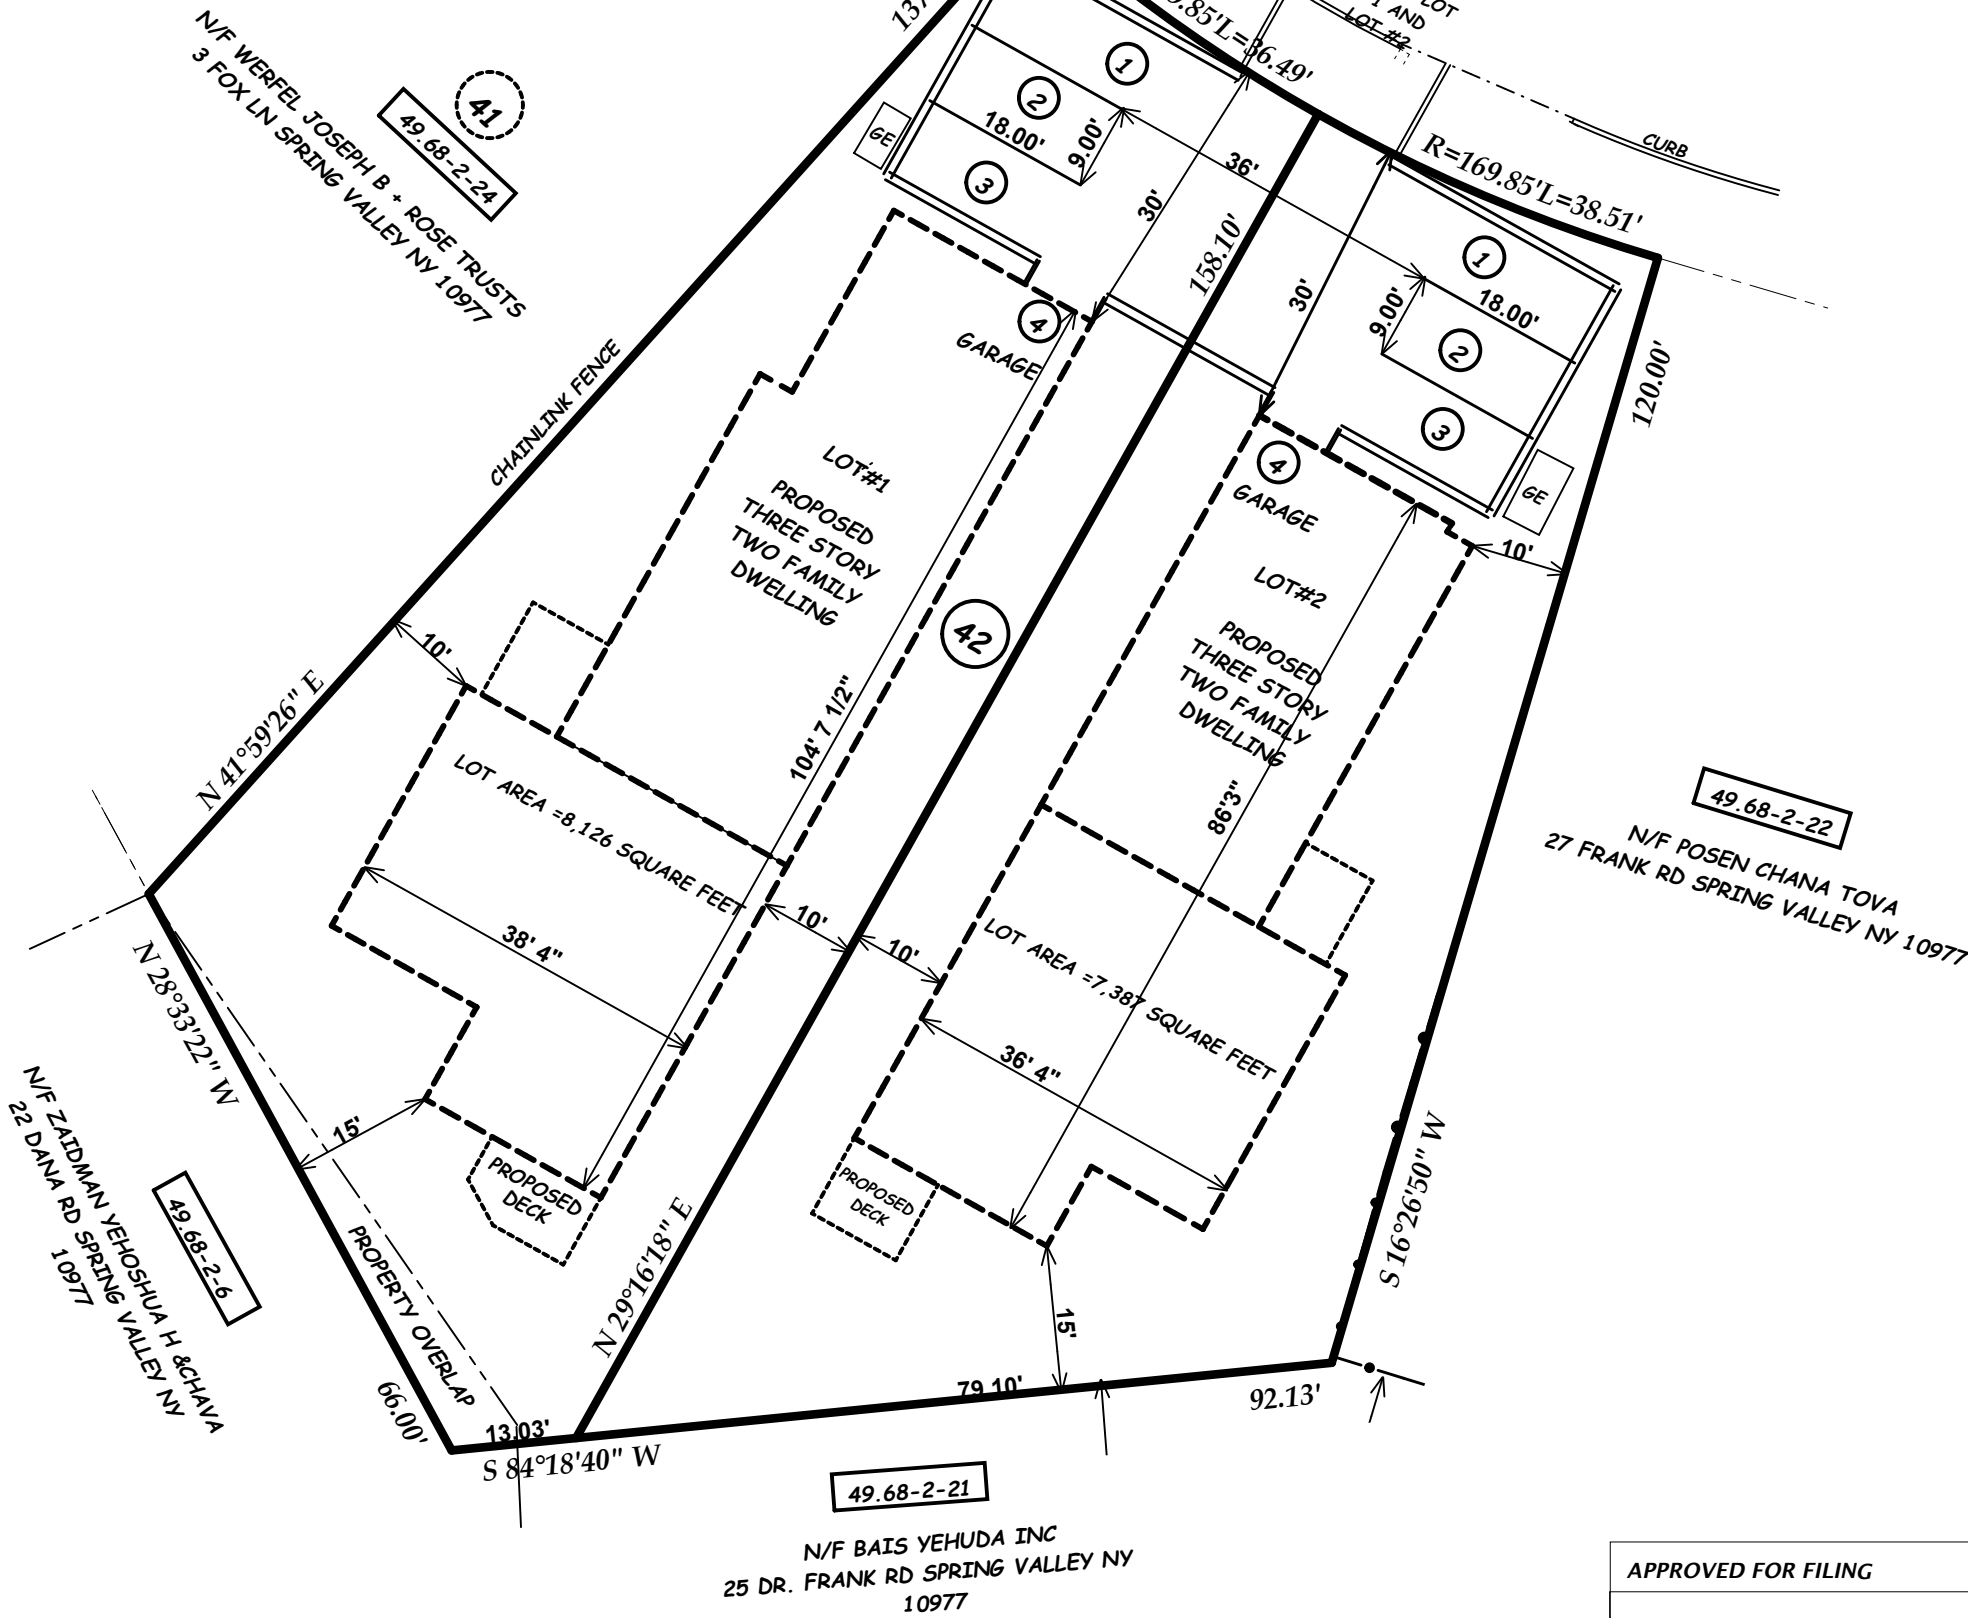 N/F WERFEL JOSEPH B + ROSE TRUSTS
3 FOX LN SPRING VALLEY NY 10977
41
49.68-2-24
137
9.85'L=36.49'
LOT
1 AND
LOT #2
CURB
R=169.85'L=38.51'
1
2
18.00'
9.00'
3
GE
36'
30'
158.10'
30'
1
18.00'
9.00'
2
3
GE
10'
120.00'
4
GARAGE
CHAINLINK FENCE
LOT#1
PROPOSED
THREE STORY
TWO FAMILY
DWELLING
4
GARAGE
LOT#2
PROPOSED
THREE STORY
TWO FAMILY
DWELLING
42
10'
N 41°59'26" E
104' 7 1/2"
86'3"
LOT AREA =8,126 SQUARE FEET
38' 4"
10'
10'
LOT AREA =7,387 SQUARE FEET
36' 4"
49.68-2-22
N/F POSEN CHANA TOVA
27 FRANK RD SPRING VALLEY NY 10977
N 28°33'22" W
15'
PROPOSED
DECK
PROPOSED
DECK
N/F ZAIDMAN YEHOSHUA H &CHAVA
22 DANA RD SPRING VALLEY NY
10977
49.68-2-6
PROPERTY OVERLAP
66.00'
N 29°16'18" E
15'
S 16°26'50" W
13.03'
79.10'
92.13'
S 84°18'40" W
49.68-2-21
N/F BAIS YEHUDA INC
25 DR. FRANK RD SPRING VALLEY NY
10977
APPROVED FOR FILING